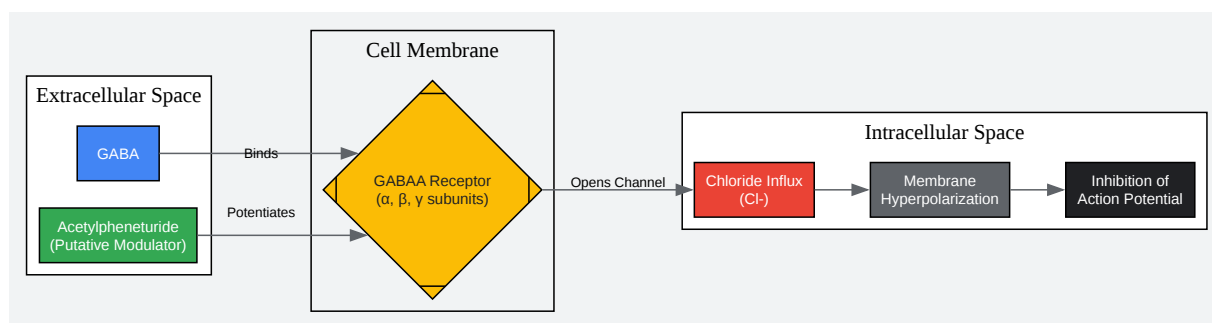 Extracellular Space
GABA
Acetylpheneturide
(Putative Modulator)
Binds
Potentiates
Cell Membrane
GABAA Receptor
(α, β, γ subunits)
Opens Channel
Intracellular Space
Chloride Influx
(Cl-)
Membrane
Hyperpolarization
Inhibition of
Action Potential